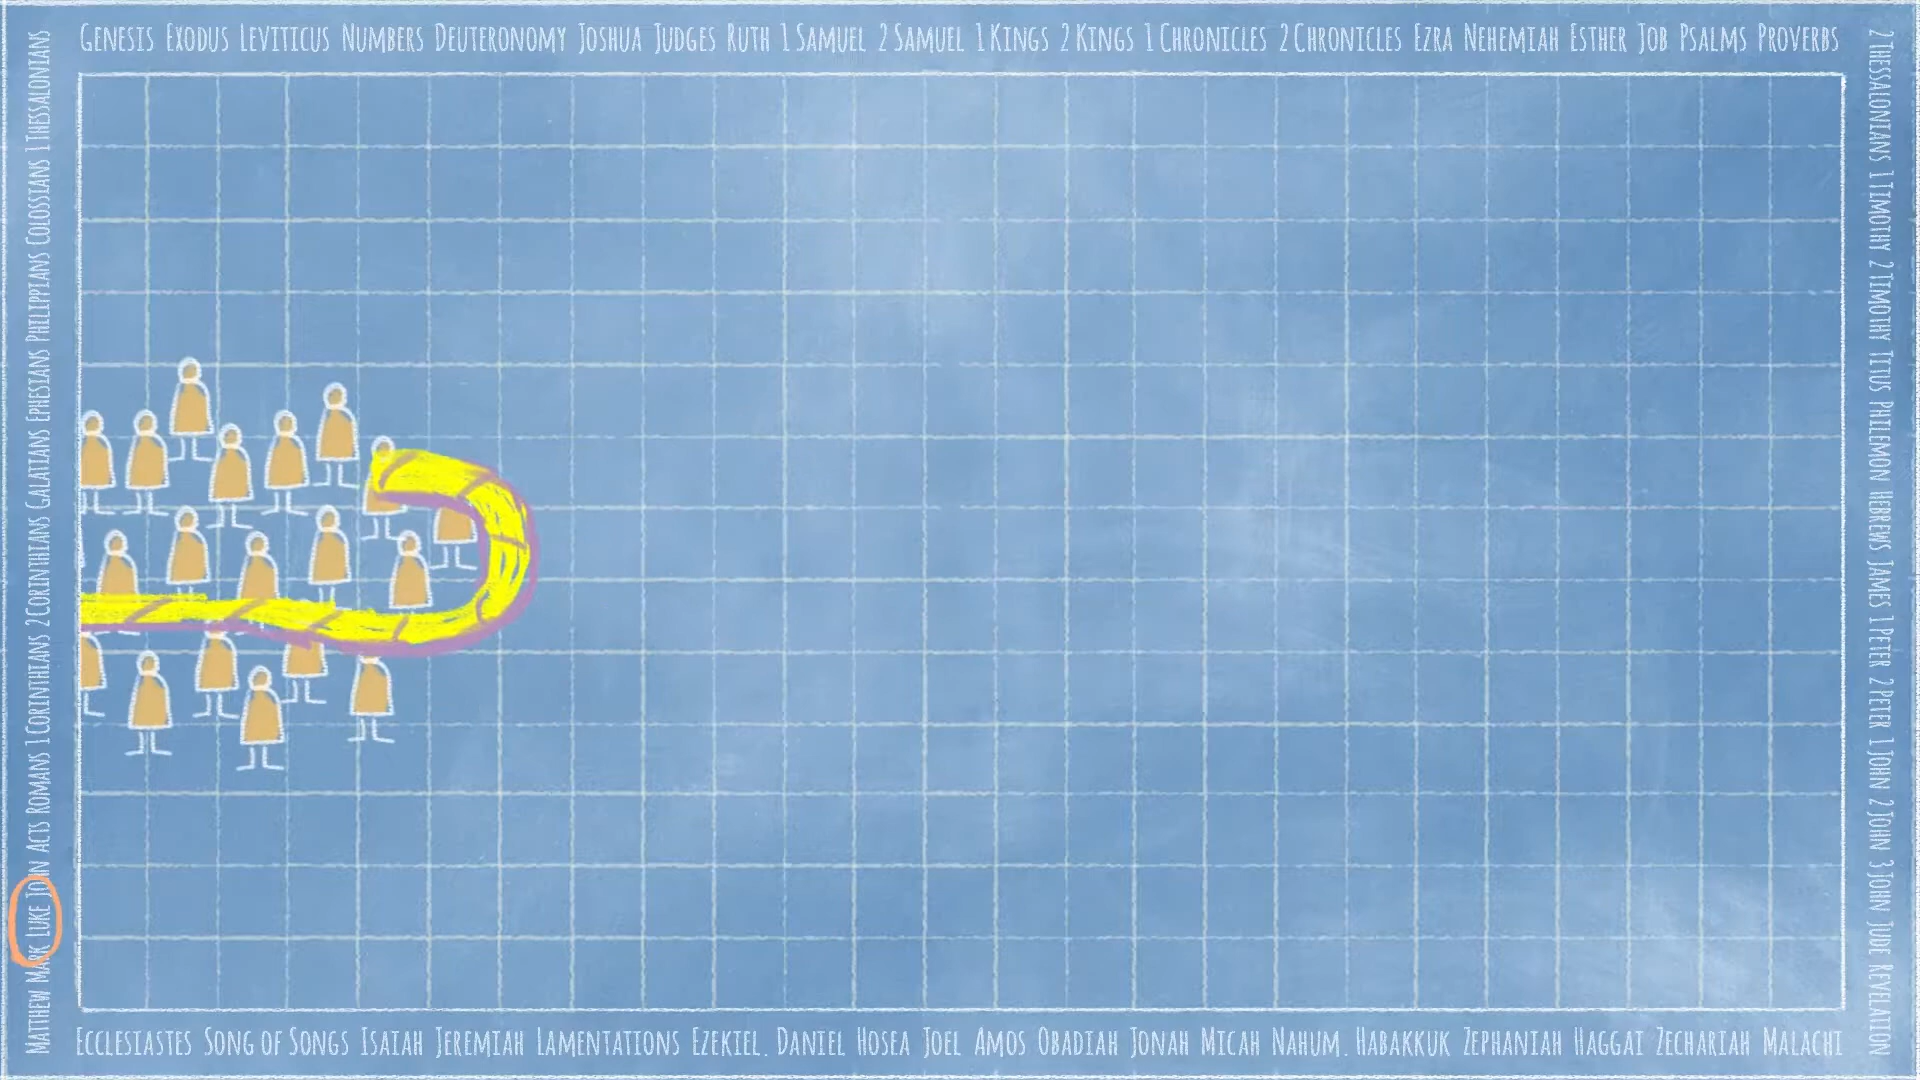 Genesis Exodus Leviticus Numbers Deuteronomy Joshua Judges Ruth 1 Samuel 2 Samuel 1 Kings 2 Kings 1 Chronicles 2 Chronicles Ezra Nehemiah Esther Job Psalms Proverbs
Ecclesiastes Song of Songs Isaiah Jeremiah Lamentations Ezekiel. Daniel Hosea Joel Amos Obadiah Jonah Micah Nahum. Habakkuk Zephaniah Haggai Zechariah Malachi
Matthew Mark Luke John Acts Romans 1 Corinthians 2 Corinthians Galatians Ephesians Philippians Colossians 1 Thessalonians
2 Thessalonians 1 Timothy 2 Timothy Titus Philemon Hebrews James 1 Peter 2 Peter 1 John 2 John 3 John Jude Revelation